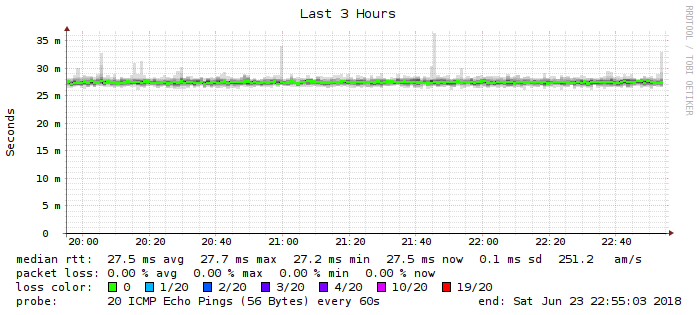 Last 3 Hours
RRDTOOL / TOBI OETIKER
Seconds
35 m
30 m
25 m
20 m
15 m
10 m
5 m
0
20:00 20:20 20:40 21:00 21:20 21:40 22:00 22:20 22:40
median rtt: 27.5 ms avg 27.7 ms max 27.2 ms min 27.5 ms now 0.1 ms sd 251.2 am/s
packet loss: 0.00 % avg 0.00 % max 0.00 % min 0.00 % now
loss color: 0 1/20 2/20 3/20 4/20 10/20 19/20
probe: 20 ICMP Echo Pings (56 Bytes) every 60s end: Sat Jun 23 22:55:03 2018